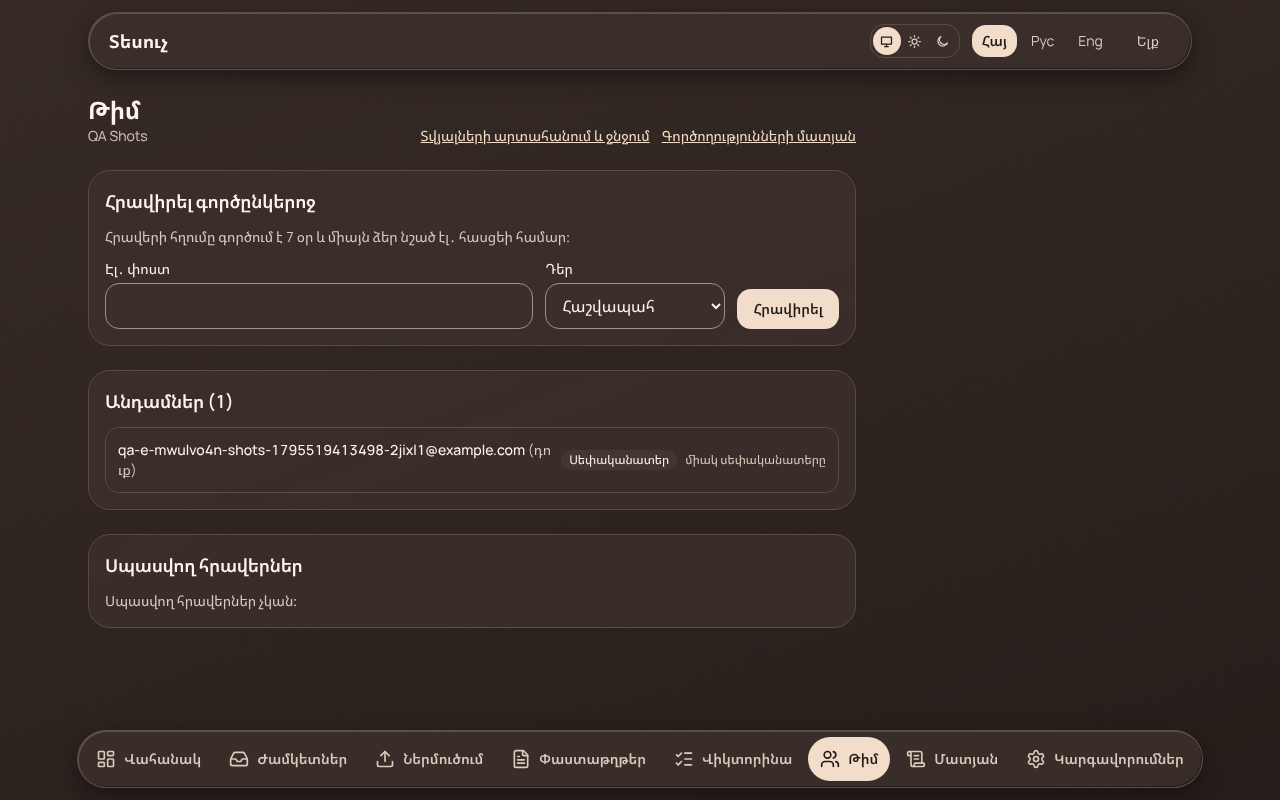 Տեսուչ
Հայ Рус Eng Ելք
Թիմ
QA Shots
Տվյալների արտահանում և ջնջում Գործողությունների մատյան
Հրավիրել գործընկերոջ
Հրավերի հղումը գործում է 7 օր և միայն ձեր նշած էլ․ հասցեի համար։
Էլ․ փոստ Դեր
Հաշվապահ Հրավիրել
Անդամներ (1)
qa-e-mwulvo4n-shots-1795519413498-2jixl1@example.com (դո
ւք)
Սեփականատեր միակ սեփականատերը
Սպասվող հրավերներ
Սպասվող հրավերներ չկան։
Վահանակ Ժամկետներ Ներմուծում Փաստաթղթեր Վիկտորինա Թիմ Մատյան Կարգավորումներ